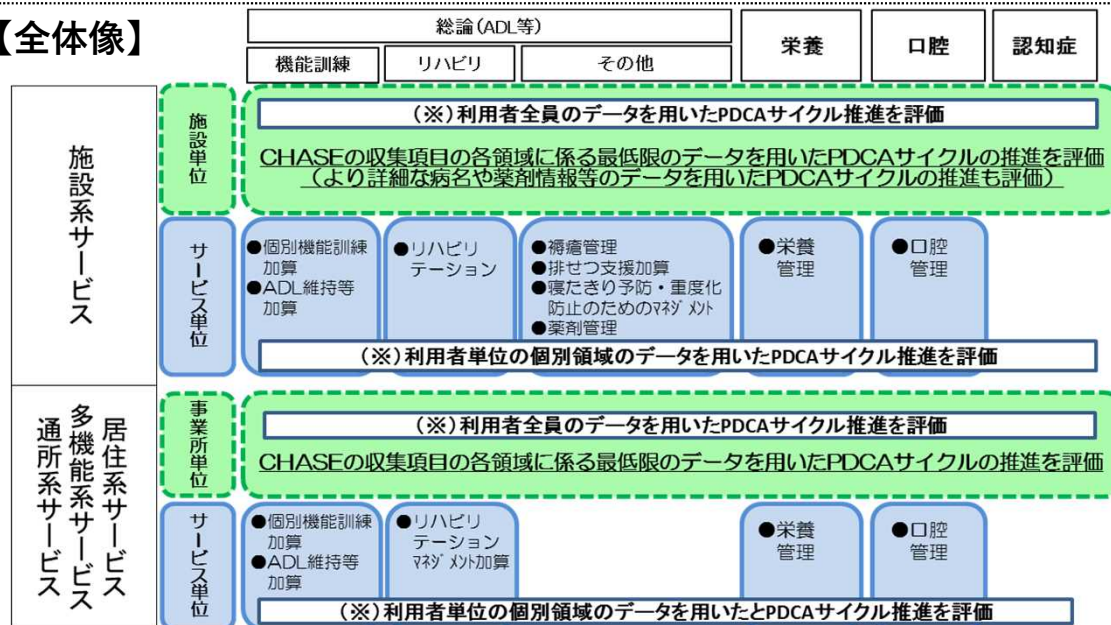 【全体像】
総論(ADL等)
機能訓練
リハビリ
その他
栄養
口腔
認知症
施設系サービス
施設単位
(※)利用者全員のデータを用いたPDCAサイクル推進を評価
CHASEの収集項目の各領域に係る最低限のデータを用いたPDCAサイクルの推進を評価
(より詳細な病名や薬剤情報等のデータを用いたPDCAサイクルの推進も評価)
サービス単位
●個別機能訓練
加算
●ADL維持等
加算
●リハビリ
テーション
●褥瘡管理
●排せつ支援加算
●寝たきり予防・重度化
防止のためのマネジメント
●薬剤管理
●栄養
管理
●口腔
管理
(※)利用者単位の個別領域のデータを用いたPDCAサイクル推進を評価
居住系サービス
多機能系サービス
通所系サービス
事業所単位
(※)利用者全員のデータを用いたPDCAサイクル推進を評価
CHASEの収集項目の各領域に係る最低限のデータを用いたPDCAサイクルの推進を評価
サービス単位
●個別機能訓練
加算
●ADL維持等
加算
●リハビリ
テーション
マネジメント加算
●栄養
管理
●口腔
管理
(※)利用者単位の個別領域のデータを用いたとPDCAサイクル推進を評価